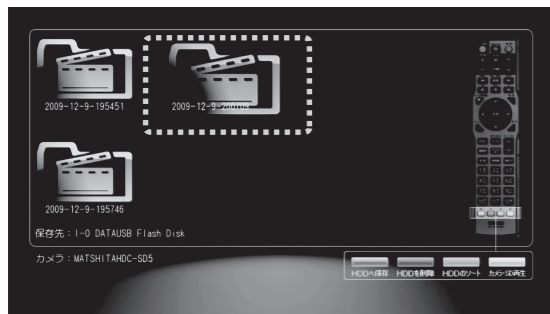 2009-12-9-195451
2009-12-9-200109
2009-12-9-195746
保存先：I-O DATAUSB Flash Disk
カメラ：MATSHITAHDC-SD5
HDDへ保存
HDDを削除
HDDのソート
カメラ・SD再生